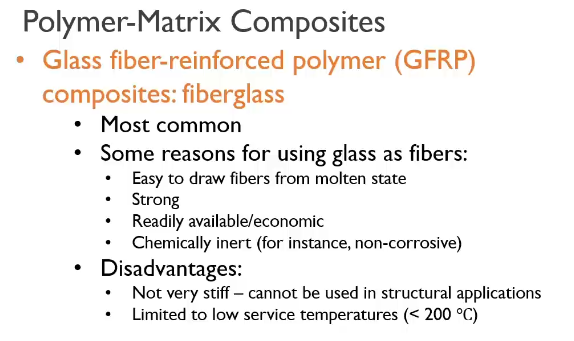 Polymer-Matrix Composites
• Glass fiber-reinforced polymer (GFRP)
composites: fiberglass
• Most common
• Some reasons for using glass as fibers:
• Easy to draw fibers from molten state
• Strong
• Readily available/economic
• Chemically inert (for instance, non-corrosive)
• Disadvantages:
• Not very stiff – cannot be used in structural applications
• Limited to low service temperatures (< 200 °C)